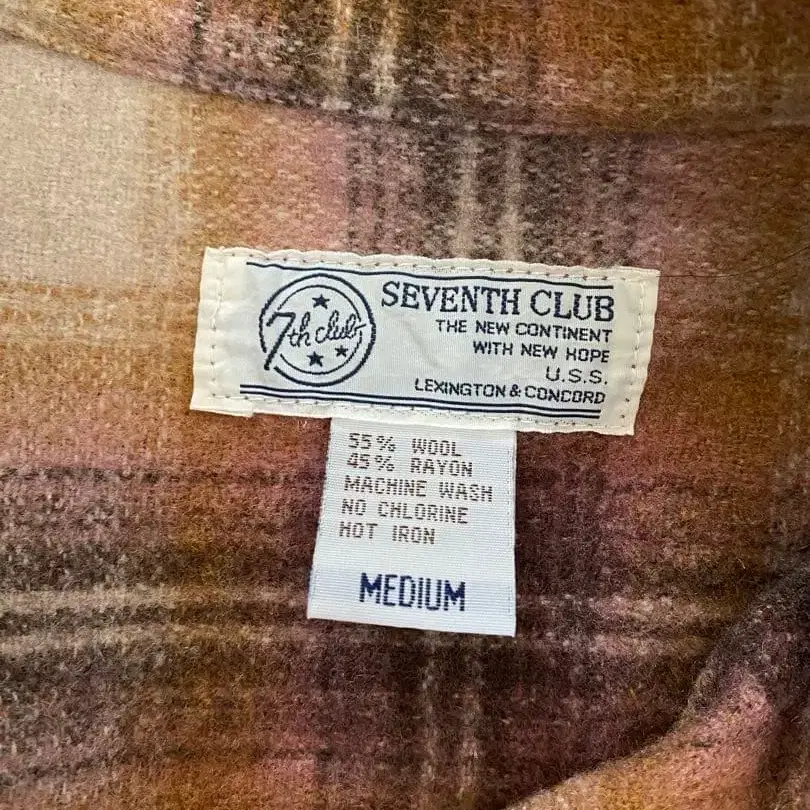 7th club
SEVENTH CLUB
THE NEW CONTINENT
WITH NEW HOPE
U.S.S.
LEXINGTON & CONCORD
55% WOOL
45% RAYON
MACHINE WASH
NO CHLORINE
HOT IRON
MEDIUM